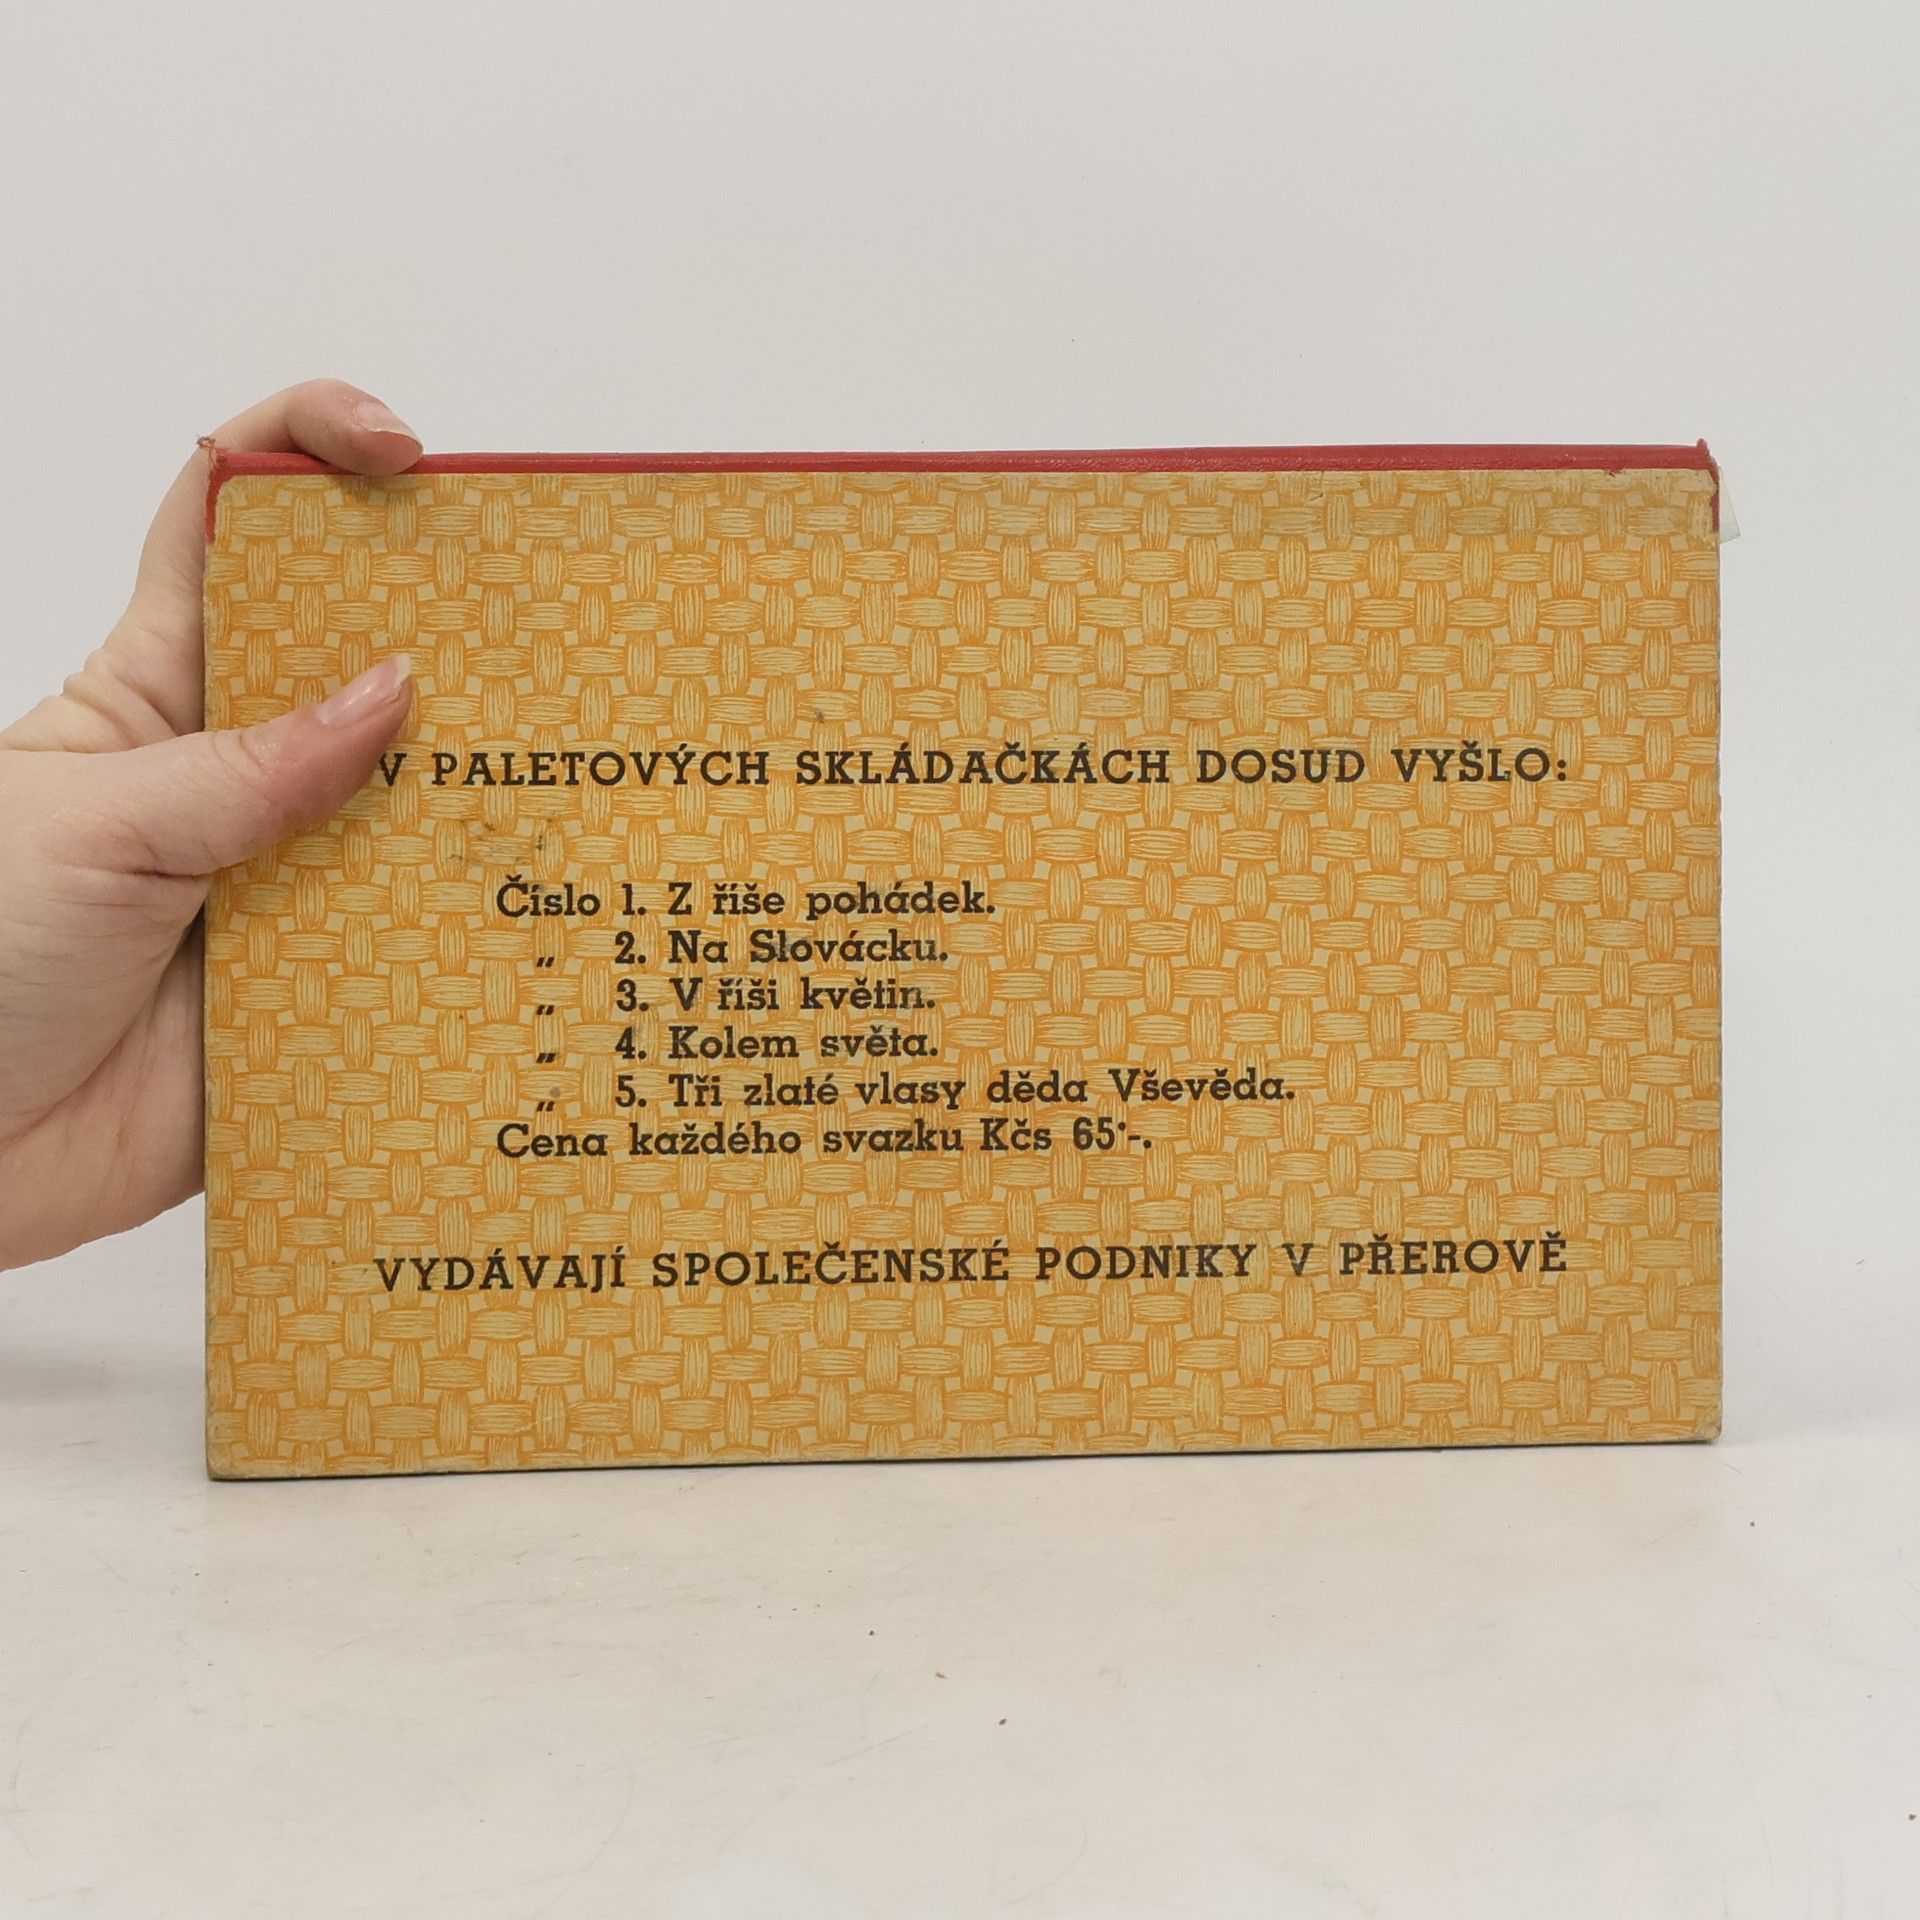 V PALETOVÝCH SKLÁDAČKÁCH DOSUD VYŠLO:
Číslo 1. Z říše pohádek.
„ 2. Na Slovácku.
„ 3. V říši květin.
„ 4. Kolem světa.
„ 5. Tři zlaté vlasy děda Vševěda.
Cena každého svazku Kčs 65·-.
VYDÁVAJÍ SPOLEČENSKÉ PODNIKY V PŘEROVĚ